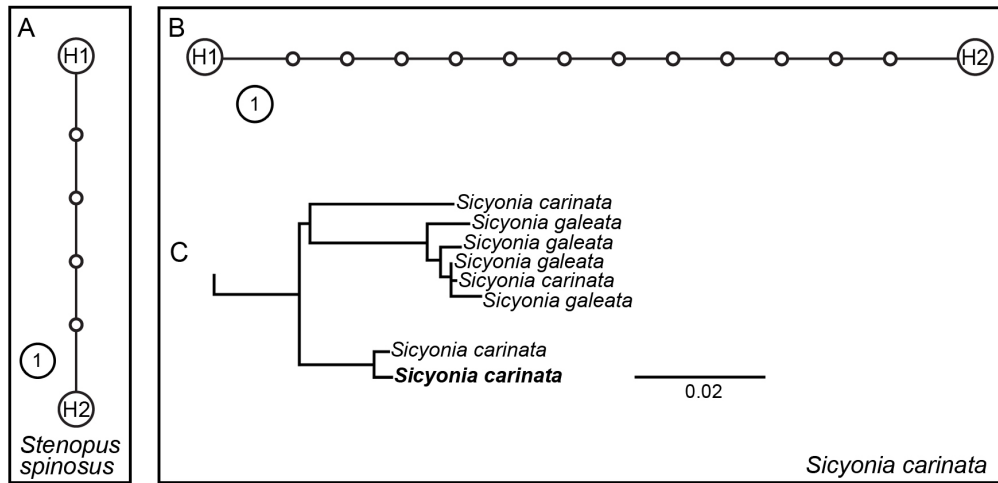 A
H1
1
H2
Stenopus
spinosus
B
H1
H2
1
C
Sicyonia carinata
Sicyonia galeata
Sicyonia galeata
Sicyonia galeata
Sicyonia carinata
Sicyonia galeata
Sicyonia carinata
Sicyonia carinata
0.02
Sicyonia carinata